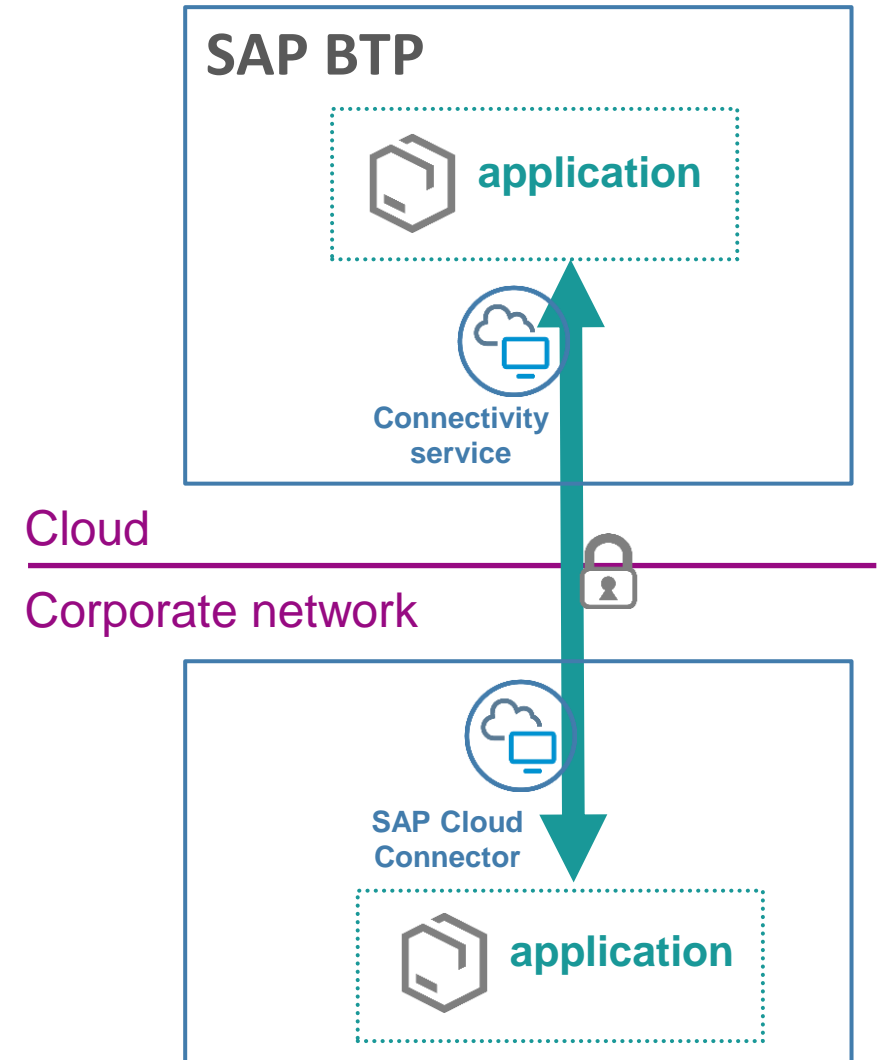 SAP BTP
application
Connectivity
service
Cloud
Corporate network
SAP Cloud
Connector
application